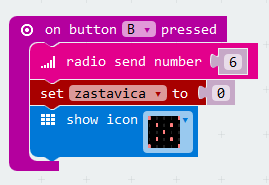 on button B pressed
radio send number 6
set zastavica to 0
show icon